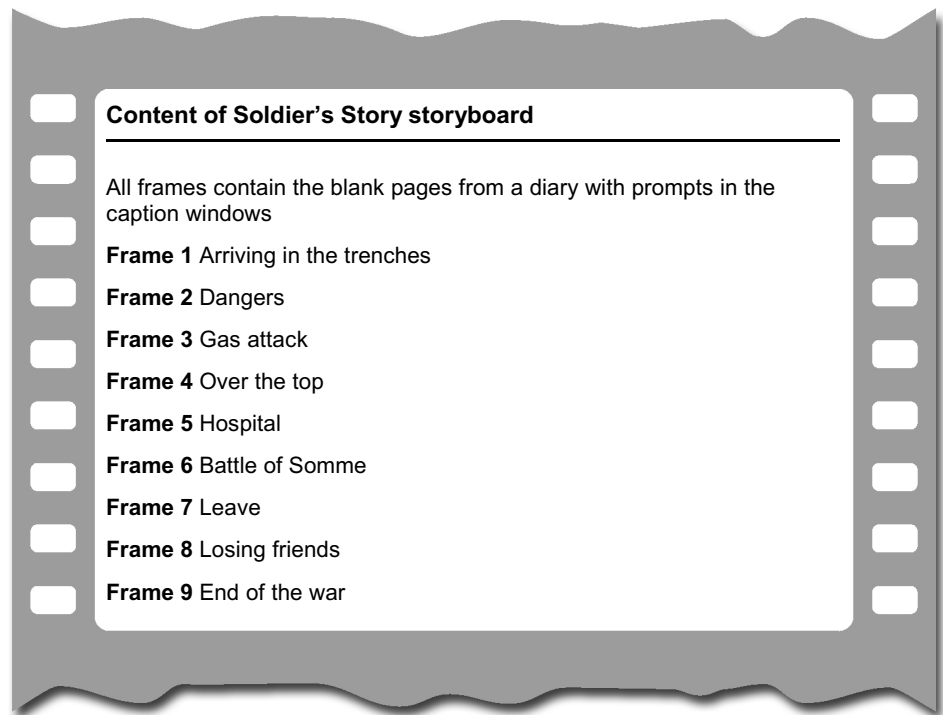 Content of Soldier's Story storyboard
All frames contain the blank pages from a diary with prompts in the
caption windows
Frame 1 Arriving in the trenches
Frame 2 Dangers
Frame 3 Gas attack
Frame 4 Over the top
Frame 5 Hospital
Frame 6 Battle of Somme
Frame 7 Leave
Frame 8 Losing friends
Frame 9 End of the war